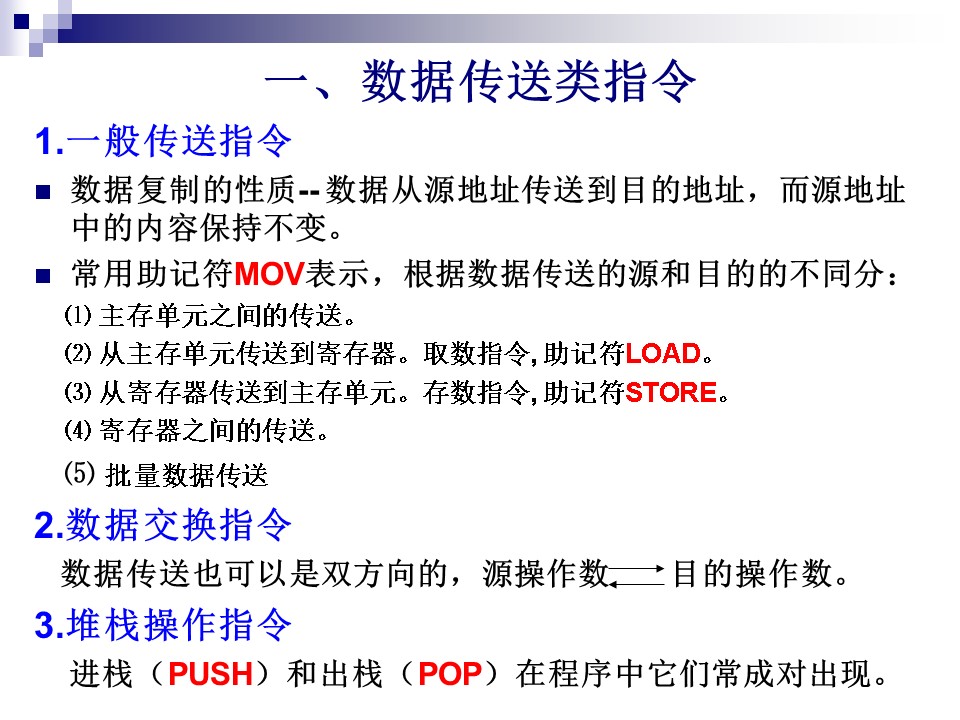 一、数据传送类指令
1.一般传送指令
数据复制的性质--数据从源地址传送到目的地址，而源地址
中的内容保持不变。
常用助记符MOV表示，根据数据传送的源和目的的不同分：
⑴ 主存单元之间的传送。
⑵ 从主存单元传送到寄存器。取数指令,助记符LOAD。
⑶ 从寄存器传送到主存单元。存数指令,助记符STORE。
⑷ 寄存器之间的传送。
⑸ 批量数据传送
2.数据交换指令
数据传送也可以是双方向的，源操作数 目的操作数。
3.堆栈操作指令
进栈（PUSH）和出栈（POP）在程序中它们常成对出现。